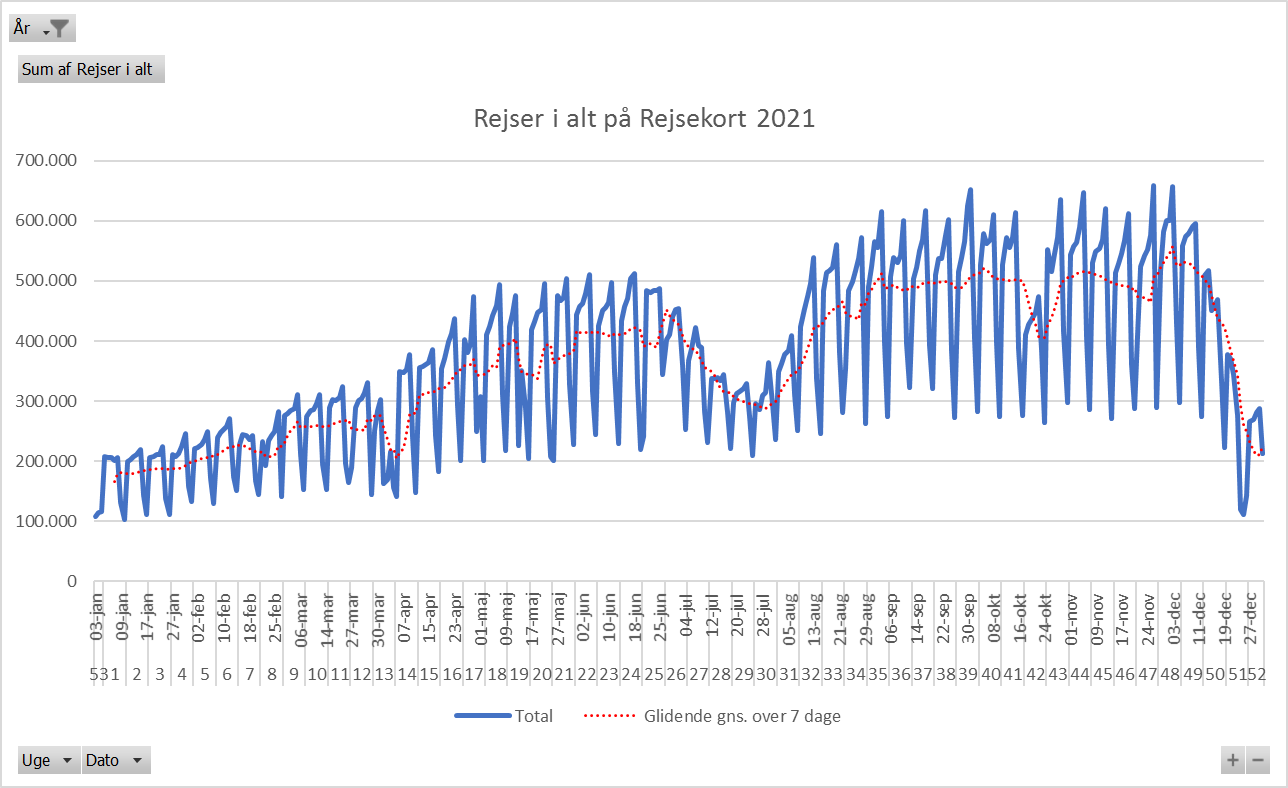 År
Sum af Rejser i alt
Rejser i alt på Rejsekort 2021
700.000
600.000
500.000
400.000
300.000
200.000
100.000
0
03-jan 09-jan 17-jan 27-jan 02-feb 10-feb 18-feb 25-feb 06-mar 14-mar 22-mar 30-mar 07-apr 15-apr 23-apr 01-maj 09-maj 17-maj 27-maj 02-jun 10-jun 18-jun 25-jun 04-jul 12-jul 20-jul 28-jul 05-aug 13-aug 21-aug 29-aug 06-sep 14-sep 22-sep 30-sep 08-okt 16-okt 24-okt 01-nov 09-nov 17-nov 24-nov 03-dec 11-dec 19-dec 27-dec
53 1 2 3 4 5 6 7 8 9 10 11 12 13 14 15 16 17 18 19 20 21 22 23 24 25 26 27 28 29 30 31 32 33 34 35 36 37 38 39 40 41 42 43 44 45 46 47 48 49 50 51 52
Total Glidende gns. over 7 dage
Uge Dato + −